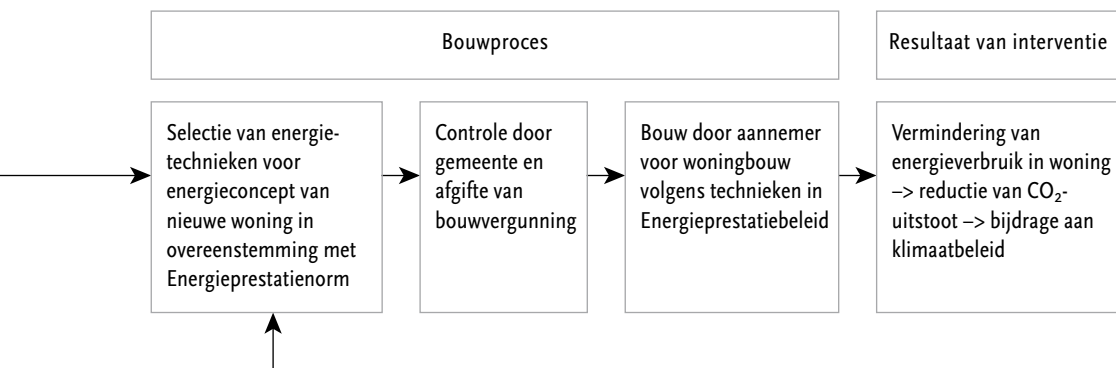 Bouwproces
Resultaat van interventie
Selectie van energie-
technieken voor
energieconcept van
nieuwe woning in
overeenstemming met
Energieprestatienorm
Controle door
gemeente en
afgifte van
bouwvergunning
Bouw door aannemer
voor woningbouw
volgens technieken in
Energieprestatiebeleid
Vermindering van
energieverbruik in woning
–> reductie van CO₂-
uitstoot –> bijdrage aan
klimaatbeleid